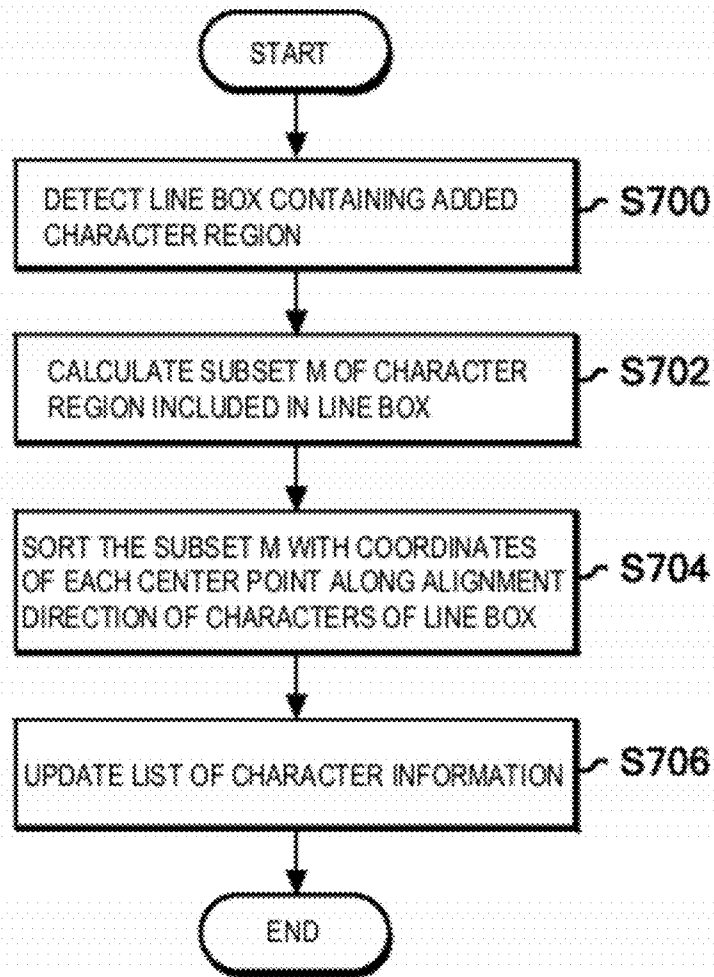 START
DETECT LINE BOX CONTAINING ADDED
CHARACTER REGION
S700
CALCULATE SUBSET M OF CHARACTER
REGION INCLUDED IN LINE BOX
S702
SORT THE SUBSET M WITH COORDINATES
OF EACH CENTER POINT ALONG ALIGNMENT
DIRECTION OF CHARACTERS OF LINE BOX
S704
UPDATE LIST OF CHARACTER INFORMATION
S706
END